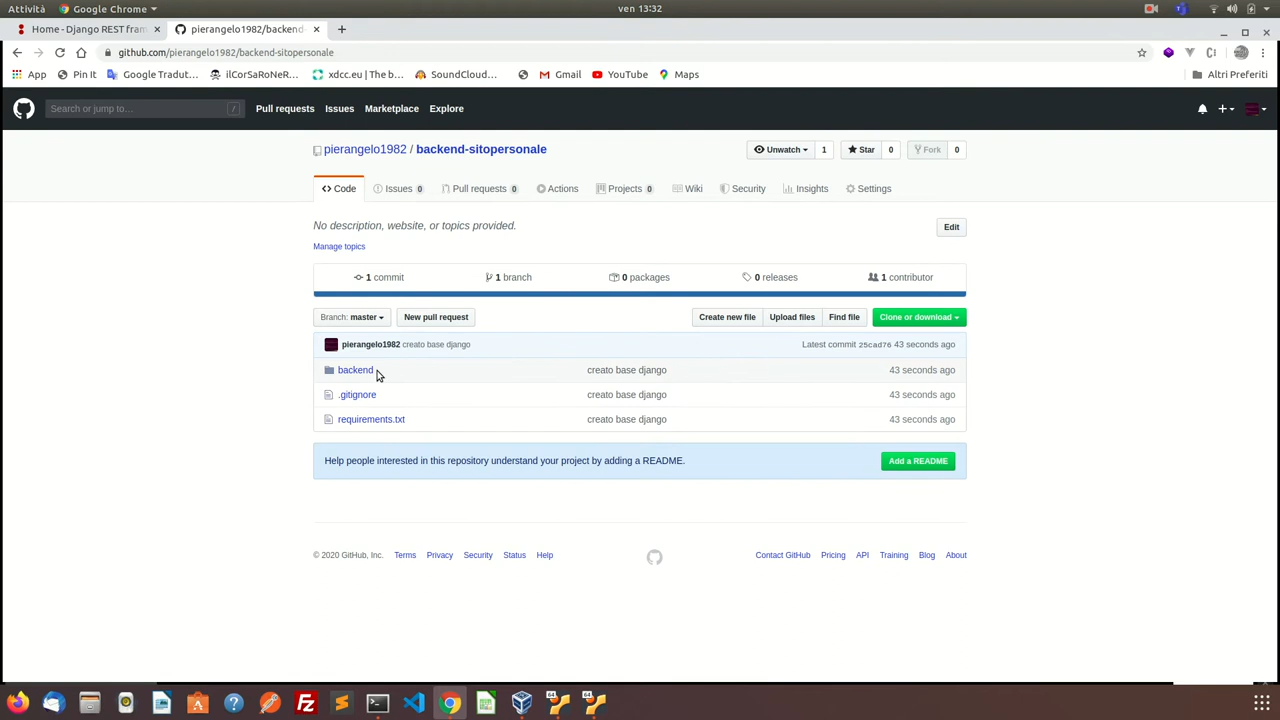 Attività
Google Chrome
ven 13:32
Home - Django REST fram
pierangelo1982/backend-
github.com/pierangelo1982/backend-sitopersonale
App
Pin It
Google Tradut...
ilCorSaRoNeR...
xdcc.eu | The b...
SoundCloud...
Gmail
YouTube
Maps
Altri Preferiti
Search or jump to...
/
Pull requests
Issues
Marketplace
Explore
pierangelo1982 / backend-sitopersonale
Unwatch 1
Star 0
Fork 0
Code
Issues 0
Pull requests 0
Actions
Projects 0
Wiki
Security
Insights
Settings
No description, website, or topics provided.
Edit
Manage topics
1 commit
1 branch
0 packages
0 releases
1 contributor
Branch: master
New pull request
Create new file
Upload files
Find file
Clone or download
pierangelo1982 creato base django
Latest commit 25cad76 43 seconds ago
backend
creato base django
43 seconds ago
.gitignore
creato base django
43 seconds ago
requirements.txt
creato base django
43 seconds ago
Help people interested in this repository understand your project by adding a README.
Add a README
© 2020 GitHub, Inc.
Terms
Privacy
Security
Status
Help
Contact GitHub
Pricing
API
Training
Blog
About
64
64